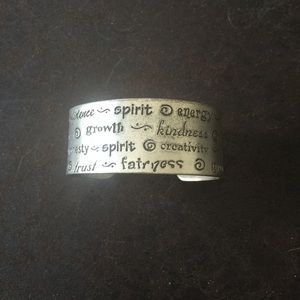 spirit energy
growth kindness
spirit creativity
trust fairness